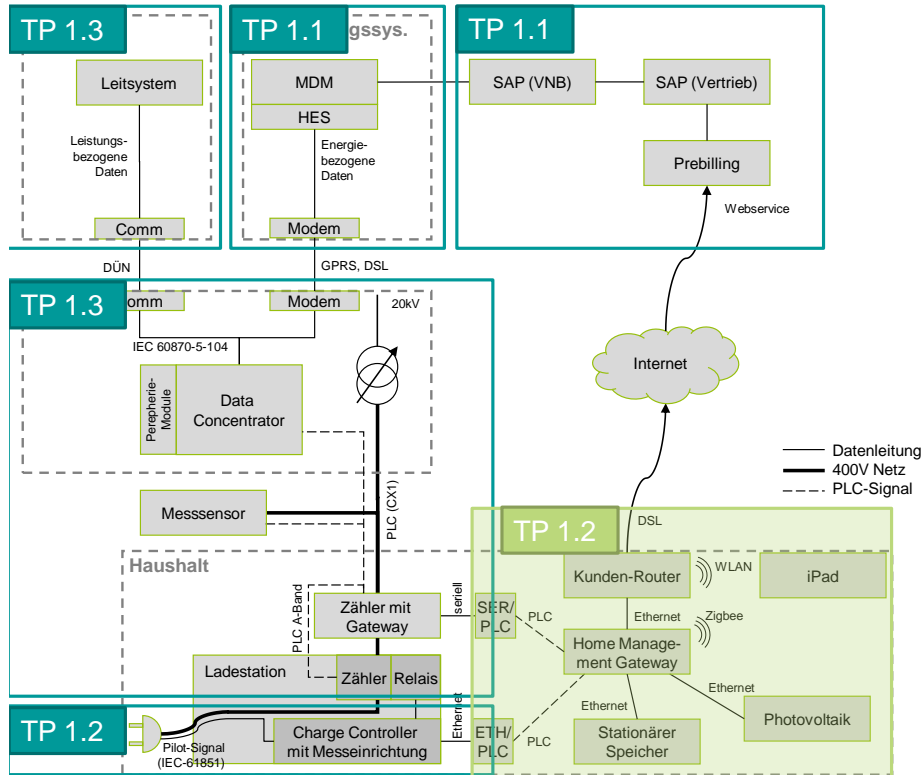 TP 1.3
TP 1.1
gssys.
TP 1.1
Leitsystem
MDM
HES
SAP (VNB)
SAP (Vertrieb)
Leistungs-
bezogene
Daten
Energie-
bezogene
Daten
Prebilling
Webservice
Comm
Modem
DÜN
GPRS, DSL
TP 1.3
omm
Modem
20kV
IEC 60870-5-104
Perepherie-
Module
Data
Concentrator
Internet
Datenleitung
400V Netz
PLC-Signal
Messsensor
PLC (CX1)
TP 1.2
DSL
Haushalt
Kunden-Router
WLAN
iPad
PLC A-Band
Zähler mit
Gateway
seriell
SER/
PLC
PLC
Ethernet
Zigbee
Home Manage-
ment Gateway
Ladestation
Zähler
Relais
Ethernet
Ethernet
Ethernet
Photovoltaik
TP 1.2
Pilot-Signal
(IEC-61851)
Charge Controller
mit Messeinrichtung
ETH/
PLC
PLC
Stationärer
Speicher